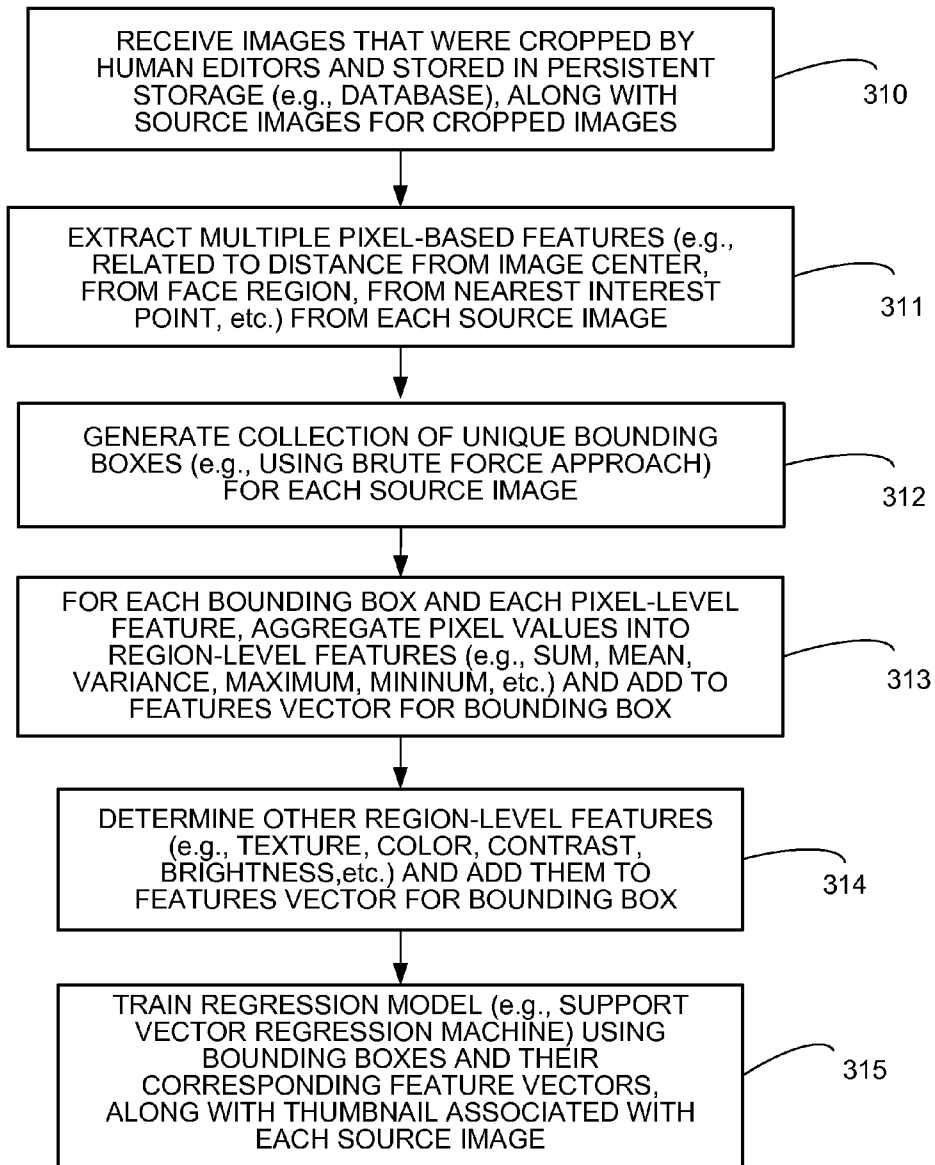 RECEIVE IMAGES THAT WERE CROPPED BY
HUMAN EDITORS AND STORED IN PERSISTENT
STORAGE (e.g., DATABASE), ALONG WITH
SOURCE IMAGES FOR CROPPED IMAGES
310
EXTRACT MULTIPLE PIXEL-BASED FEATURES (e.g.,
RELATED TO DISTANCE FROM IMAGE CENTER,
FROM FACE REGION, FROM NEAREST INTEREST
POINT, etc.) FROM EACH SOURCE IMAGE
311
GENERATE COLLECTION OF UNIQUE BOUNDING
BOXES (e.g., USING BRUTE FORCE APPROACH)
FOR EACH SOURCE IMAGE
312
FOR EACH BOUNDING BOX AND EACH PIXEL-LEVEL
FEATURE, AGGREGATE PIXEL VALUES INTO
REGION-LEVEL FEATURES (e.g., SUM, MEAN,
VARIANCE, MAXIMUM, MININUM, etc.) AND ADD TO
FEATURES VECTOR FOR BOUNDING BOX
313
DETERMINE OTHER REGION-LEVEL FEATURES
(e.g., TEXTURE, COLOR, CONTRAST,
BRIGHTNESS,etc.) AND ADD THEM TO
FEATURES VECTOR FOR BOUNDING BOX
314
TRAIN REGRESSION MODEL (e.g., SUPPORT
VECTOR REGRESSION MACHINE) USING
BOUNDING BOXES AND THEIR
CORRESPONDING FEATURE VECTORS,
ALONG WITH THUMBNAIL ASSOCIATED WITH
EACH SOURCE IMAGE
315